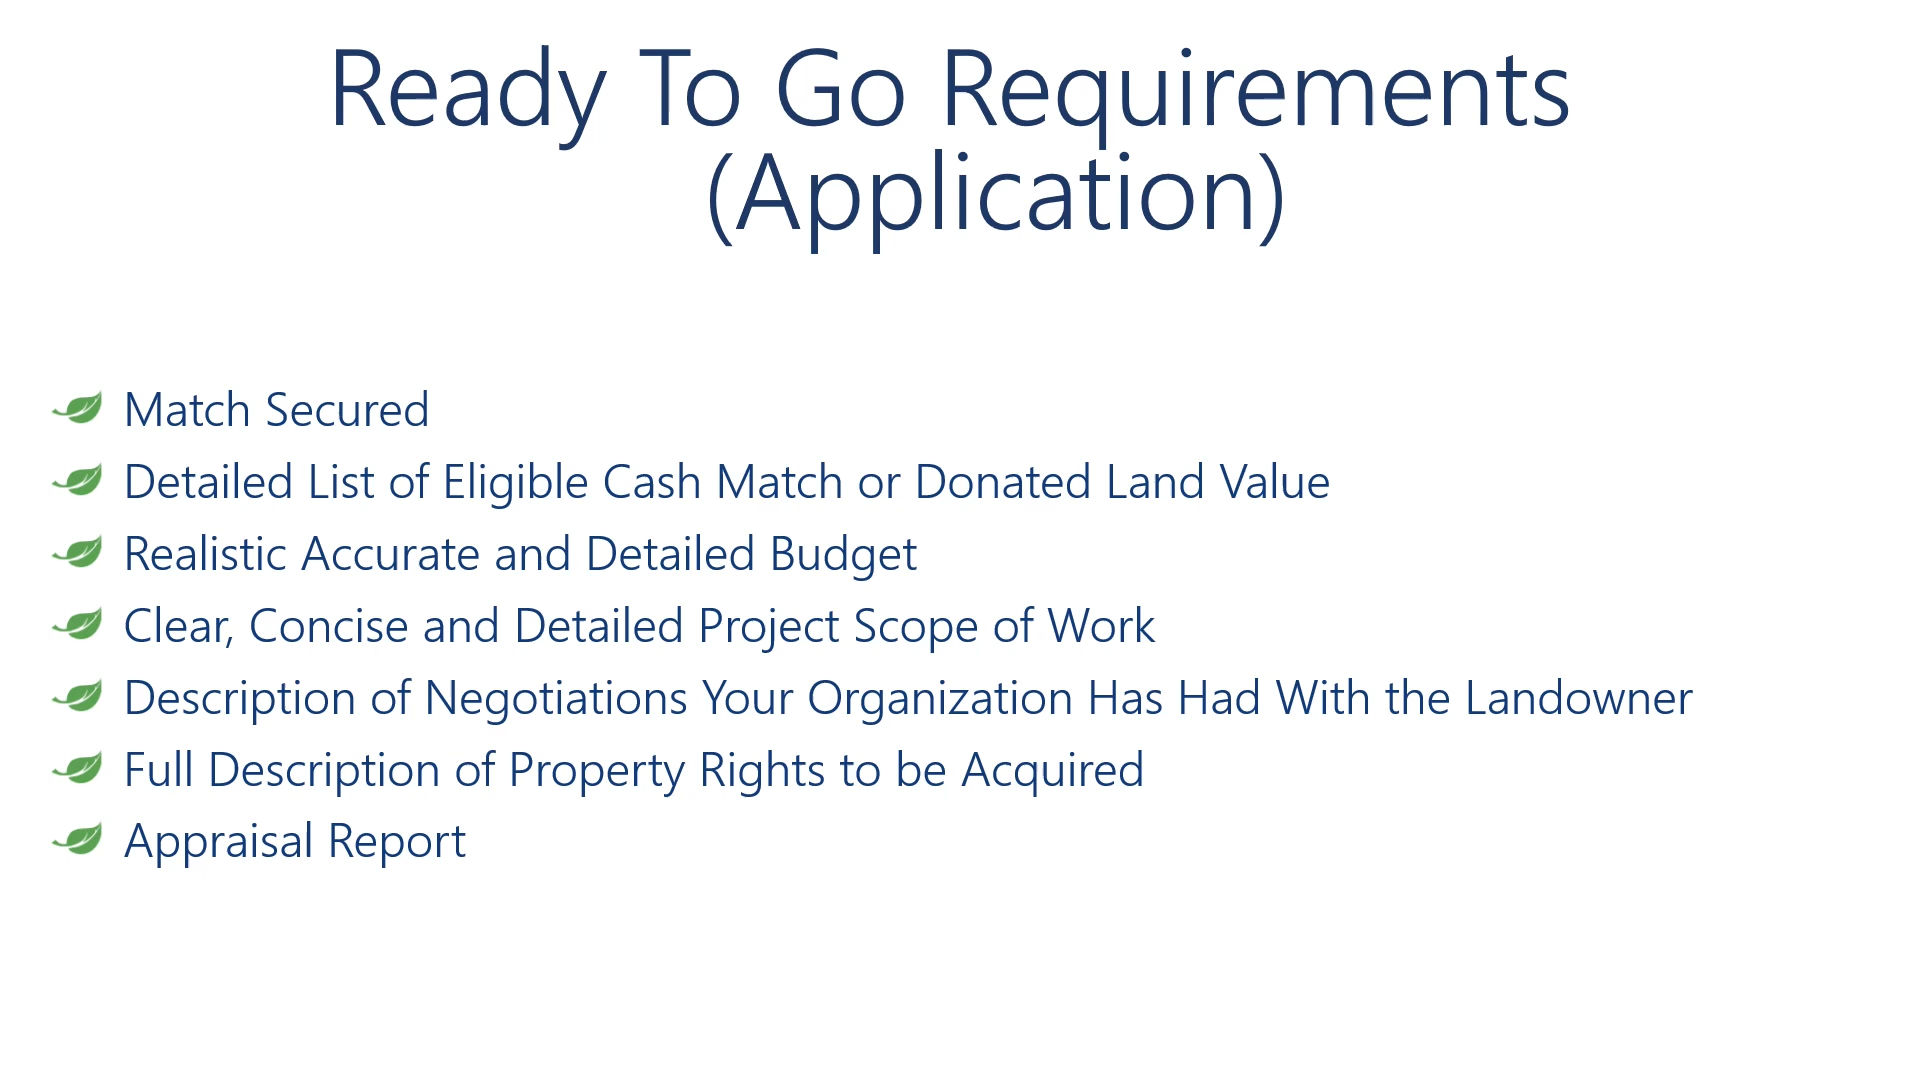 Ready To Go Requirements
(Application)
Match Secured
Detailed List of Eligible Cash Match or Donated Land Value
Realistic Accurate and Detailed Budget
Clear, Concise and Detailed Project Scope of Work
Description of Negotiations Your Organization Has Had With the Landowner
Full Description of Property Rights to be Acquired
Appraisal Report